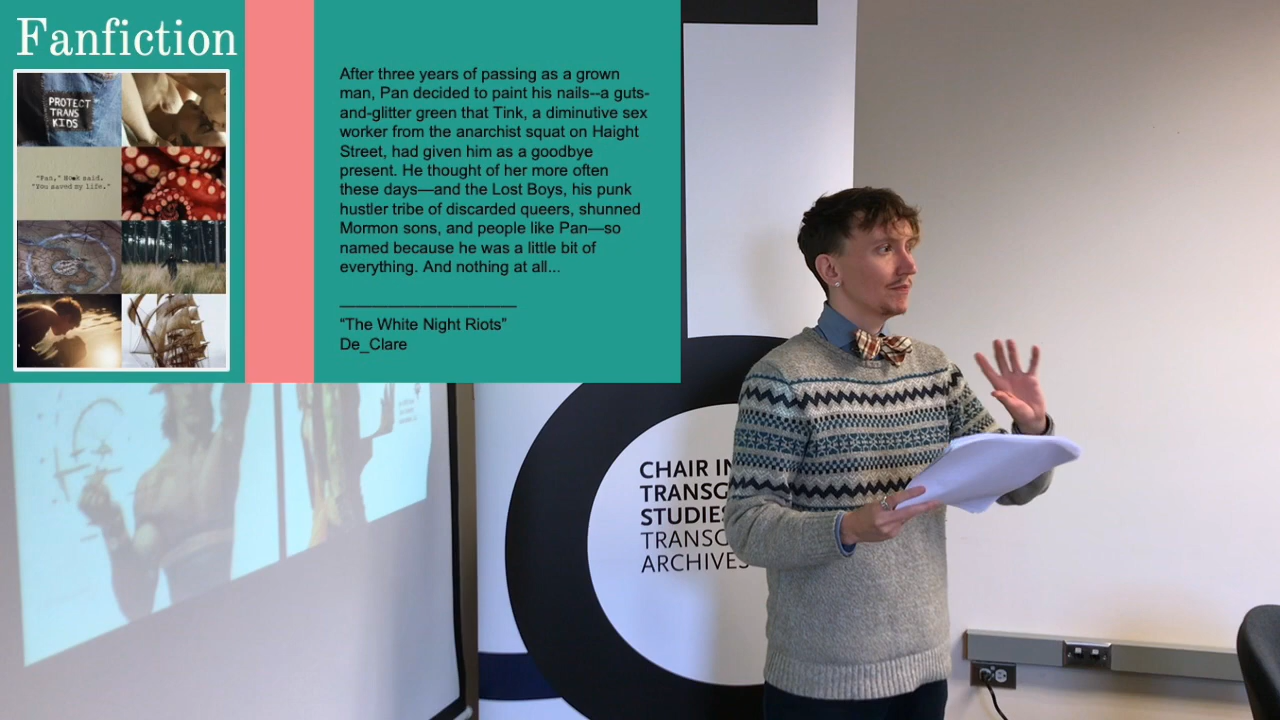 Fanfiction
PROTECT
TRANS
KIDS
"Pan," Hook said.
"You saved my life."
After three years of passing as a grown
man, Pan decided to paint his nails--a guts-
and-glitter green that Tink, a diminutive sex
worker from the anarchist squat on Haight
Street, had given him as a goodbye
present. He thought of her more often
these days—and the Lost Boys, his punk
hustler tribe of discarded queers, shunned
Mormon sons, and people like Pan—so
named because he was a little bit of
everything. And nothing at all...
“The White Night Riots”
De_Clare
CHAIR IN
TRANSG
STUDIES
TRANSG
ARCHIVES